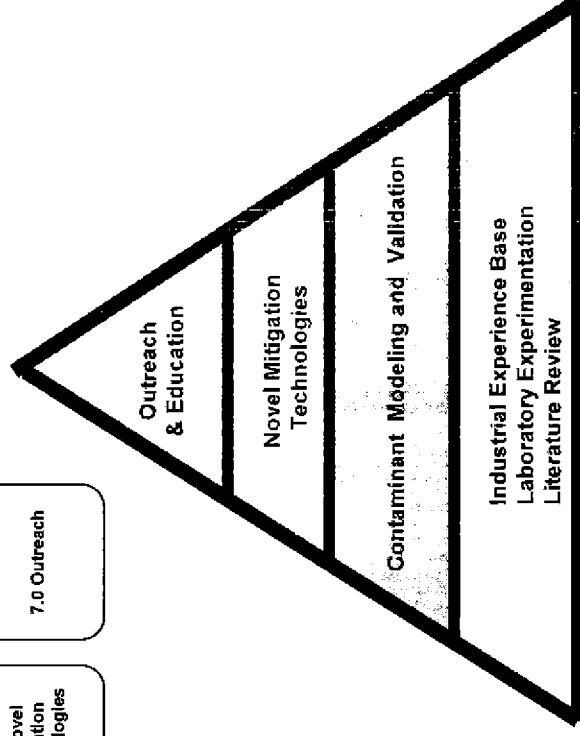 Outreach
& Education
Novel Mitigation
Technologies
Contaminant Modeling and Validation
Industrial Experience Base
Laboratory Experimentation
Literature Review
7.0 Outreach